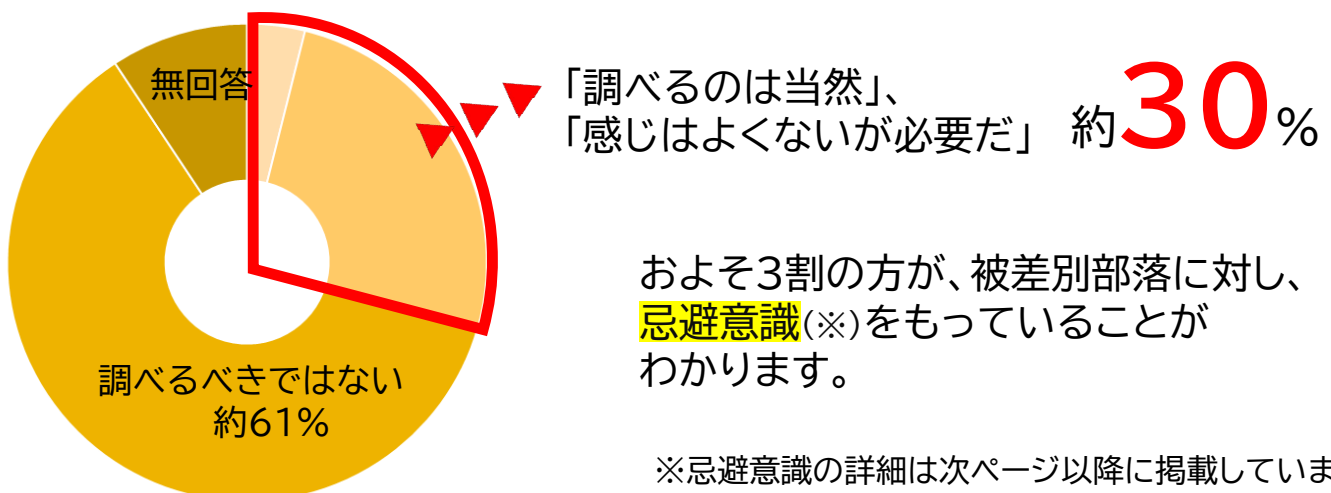 無回答
「調べるのは当然」、
「感じはよくないが必要だ」 約30%
およそ3割の方が、被差別部落に対し、
忌避意識(※)をもっていることが
わかります。
調べるべきではない
約61%
※忌避意識の詳細は次ページ以降に掲載していま